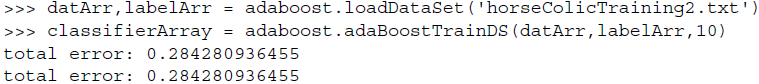 >>> datArr,labelArr = adaboost.loadDataSet('horseColicTraining2.txt')
>>> classifierArray = adaboost.adaBoostTrainDS(datArr,labelArr,10)
total error: 0.284280936455
total error: 0.284280936455